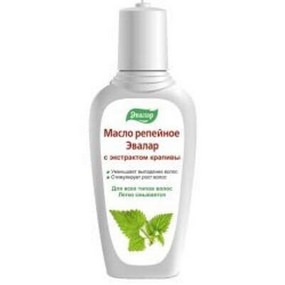 Эвалар
Масло репейное
Эвалар
с экстрактом крапивы
• Уменьшает выпадение волос
• Стимулирует рост волос
Для всех типов волос
Легко смывается